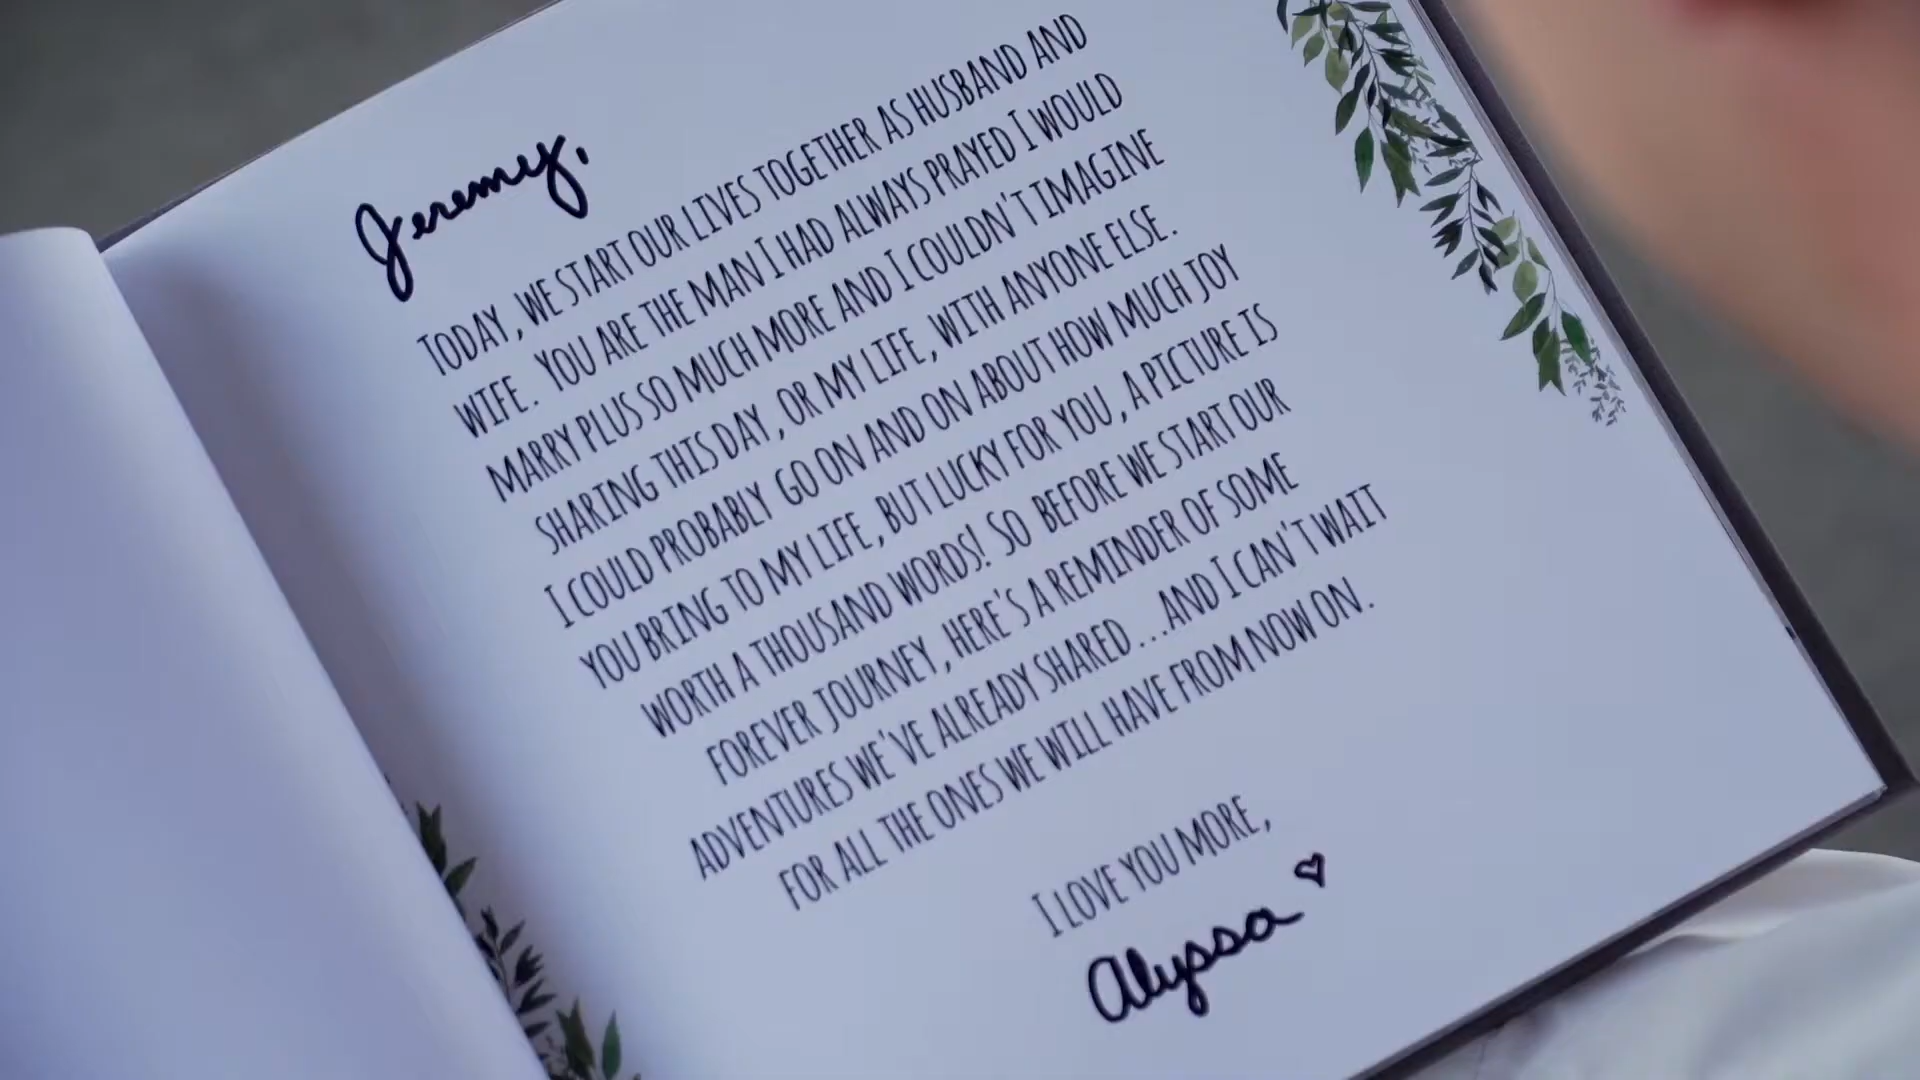 Jeremy,
TODAY, WE START OUR LIVES TOGETHER AS HUSBAND AND
WIFE. YOU ARE THE MAN I HAD ALWAYS PRAYED I WOULD
MARRY PLUS SO MUCH MORE AND I COULDN'T IMAGINE
SHARING THIS DAY, OR MY LIFE, WITH ANYONE ELSE.
I COULD PROBABLY GO ON AND ON ABOUT HOW MUCH JOY
YOU BRING TO MY LIFE, BUT LUCKY FOR YOU, A PICTURE IS
WORTH A THOUSAND WORDS! SO BEFORE WE START OUR
FOREVER JOURNEY, HERE'S A REMINDER OF SOME
ADVENTURES WE'VE ALREADY SHARED...AND I CAN'T WAIT
FOR ALL THE ONES WE WILL HAVE FROM NOW ON.
I LOVE YOU MORE,
Alyssa ♡